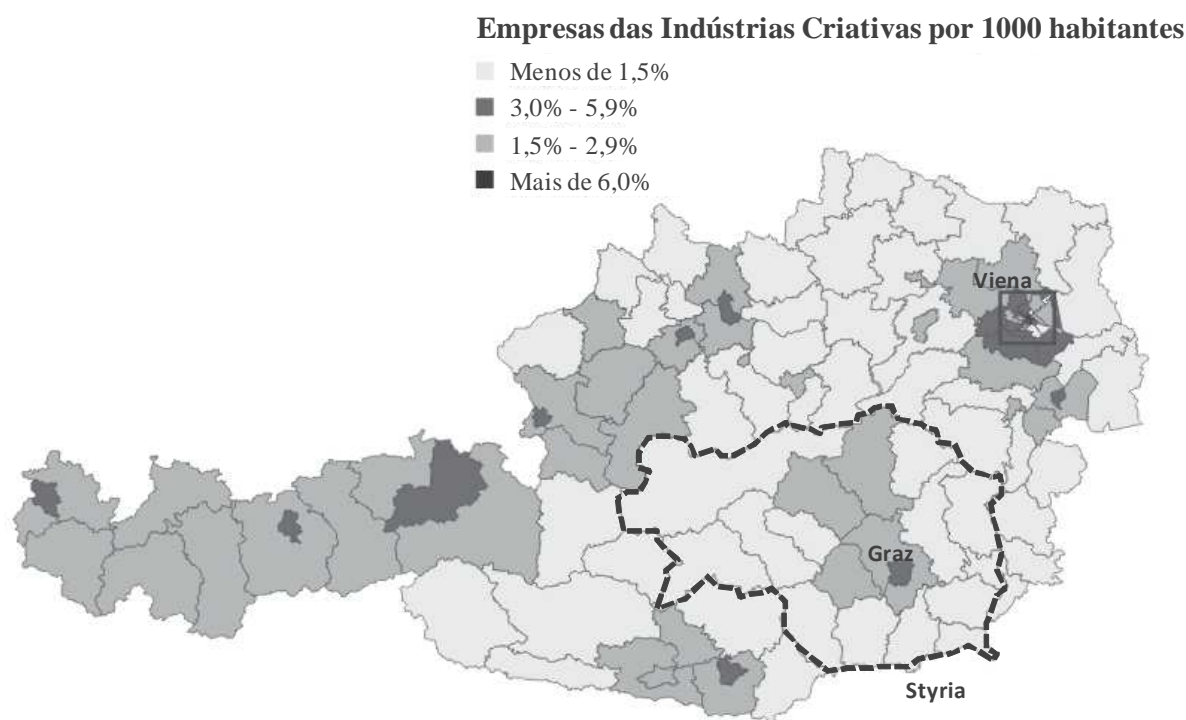 Empresas das Indústrias Criativas por 1000 habitantes
Menos de 1,5%
3,0% - 5,9%
1,5% - 2,9%
Mais de 6,0%
Viena
Graz
Styria